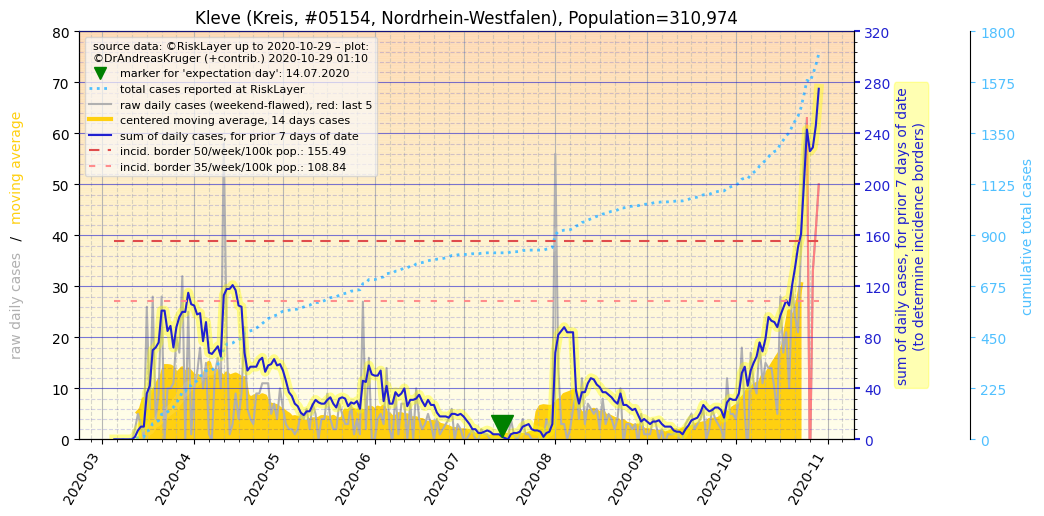 Kleve (Kreis, #05154, Nordrhein-Westfalen), Population=310,974
source data: ©RiskLayer up to 2020-10-29 – plot:
©DrAndreasKruger (+contrib.) 2020-10-29 01:10
marker for 'expectation day': 14.07.2020
total cases reported at RiskLayer
raw daily cases (weekend-flawed), red: last 5
centered moving average, 14 days cases
sum of daily cases, for prior 7 days of date
incid. border 50/week/100k pop.: 155.49
incid. border 35/week/100k pop.: 108.84
raw daily cases / moving average
80
70
60
50
40
30
20
10
0
320
280
240
200
160
120
80
40
0
sum of daily cases, for prior 7 days of date
(to determine incidence borders)
1800
1575
1350
1125
900
675
450
225
0
cumulative total cases
2020-03
2020-04
2020-05
2020-06
2020-07
2020-08
2020-09
2020-10
2020-11